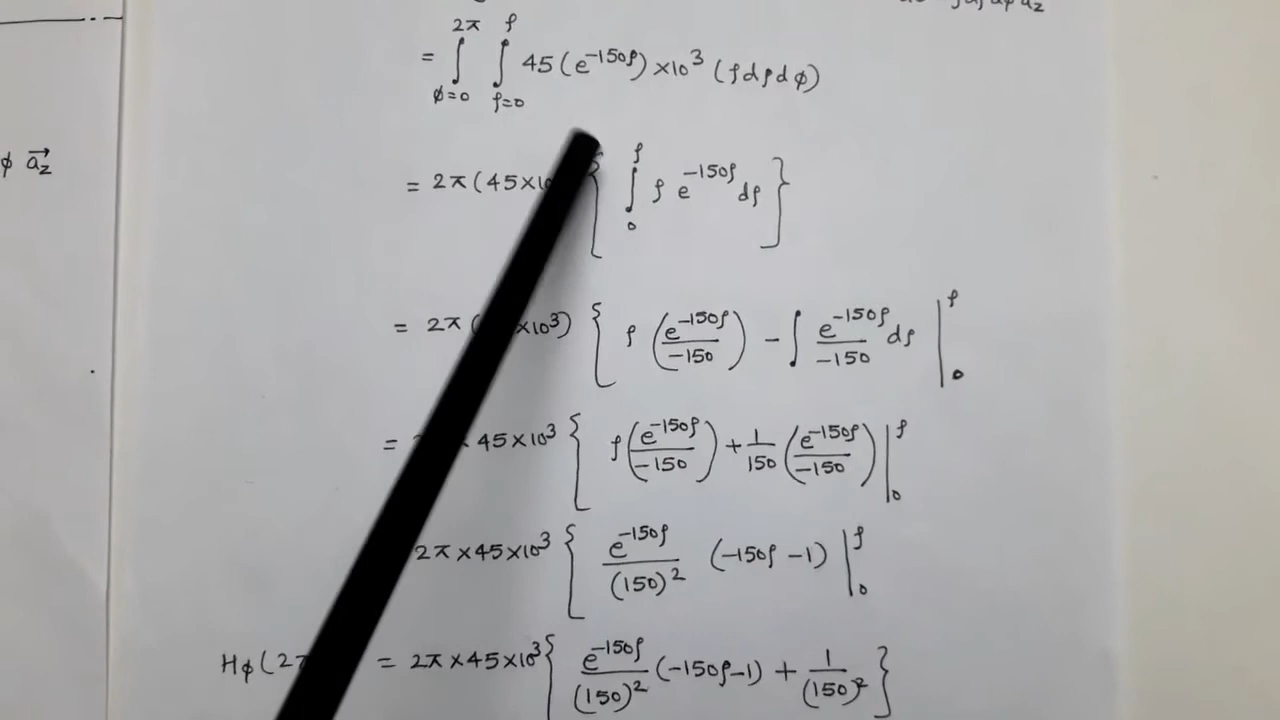 = ∫_{φ=0}^{2π} ∫_{ρ=0}^{ρ} 45 (e^{-150ρ}) ×10^3 (ρ dρ dφ)
φ a⃗_z
= 2π (45×10 { ∫_0^ρ ρ e^{-150ρ} dρ }
= 2π ( ×10^3) { ρ (e^{-150ρ}/-150) - ∫ e^{-150ρ}/-150 dρ |_0^ρ
= × 45×10^3 { ρ (e^{-150ρ}/-150) + 1/150 (e^{-150ρ}/-150) |_0^ρ
2π×45×10^3 { e^{-150ρ}/(150)^2 (-150ρ -1) |_0^ρ
Hφ (2π = 2π×45×10^3 { e^{-150ρ}/(150)^2 (-150ρ-1) + 1/(150)^2 }